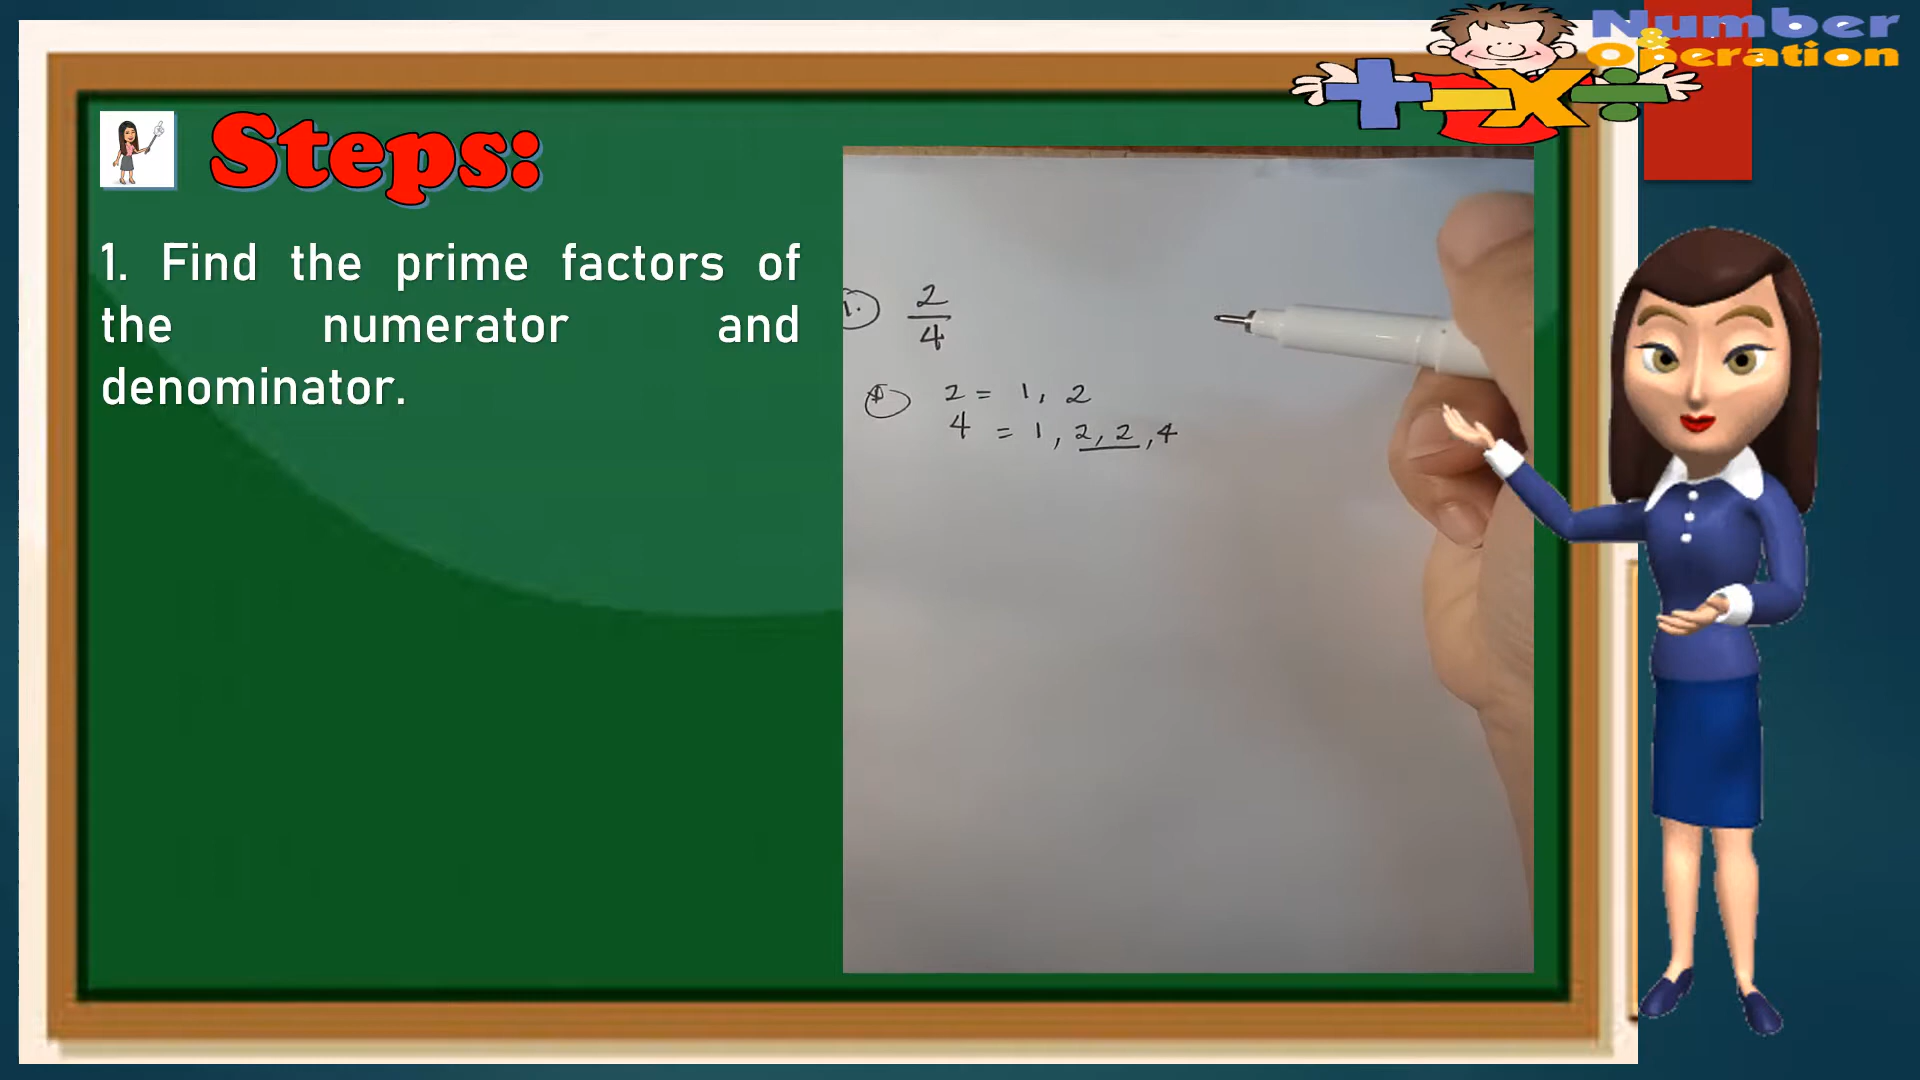 Number
&
Operation
Steps:
1. Find the prime factors of
the numerator and
denominator.
1.
2
4
2 = 1, 2
4 = 1, 2, 2, 4